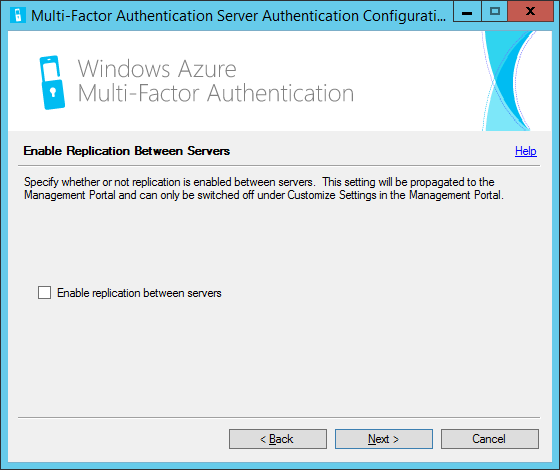 Multi-Factor Authentication Server Authentication Configurati...
Windows Azure
Multi-Factor Authentication
Enable Replication Between Servers
Help
Specify whether or not replication is enabled between servers. This setting will be propagated to the
Management Portal and can only be switched off under Customize Settings in the Management Portal.
Enable replication between servers
< Back
Next >
Cancel